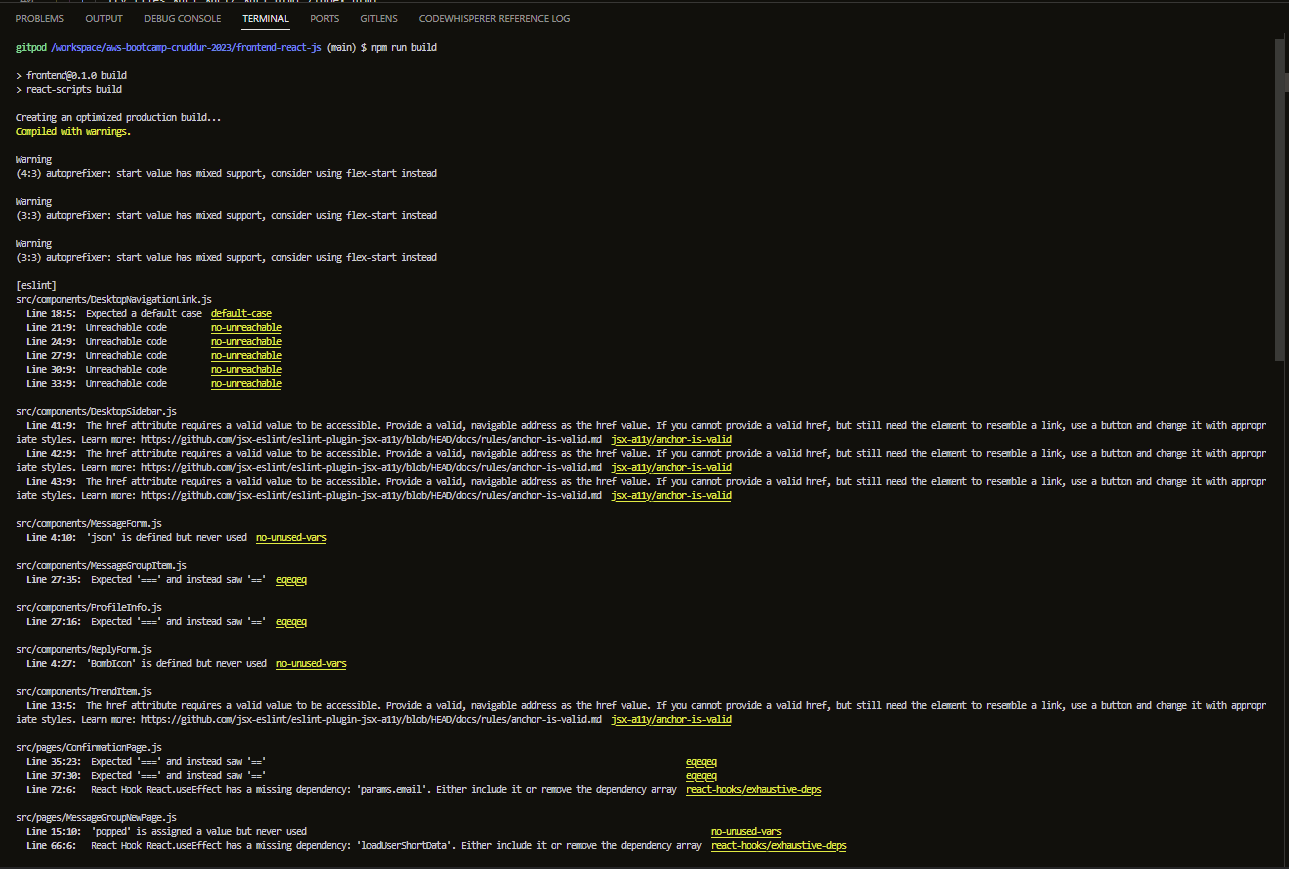 PROBLEMS OUTPUT DEBUG CONSOLE TERMINAL PORTS GITLENS CODEWHISPERER REFERENCE LOG
gitpod /workspace/aws-bootcamp-cruddur-2023/frontend-react-js (main) $ npm run build
> frontend@0.1.0 build
> react-scripts build
Creating an optimized production build...
Compiled with warnings.
Warning
(4:3) autoprefixer: start value has mixed support, consider using flex-start instead
Warning
(3:3) autoprefixer: start value has mixed support, consider using flex-start instead
Warning
(3:3) autoprefixer: start value has mixed support, consider using flex-start instead
[eslint]
src/components/DesktopNavigationLink.js
Line 18:5: Expected a default case default-case
Line 21:9: Unreachable code no-unreachable
Line 24:9: Unreachable code no-unreachable
Line 27:9: Unreachable code no-unreachable
Line 30:9: Unreachable code no-unreachable
Line 33:9: Unreachable code no-unreachable
src/components/DesktopSidebar.js
Line 41:9: The href attribute requires a valid value to be accessible. Provide a valid, navigable address as the href value. If you cannot provide a valid href, but still need the element to resemble a link, use a button and change it with appropr
iate styles. Learn more: https://github.com/jsx-eslint/eslint-plugin-jsx-a11y/blob/HEAD/docs/rules/anchor-is-valid.md jsx-a11y/anchor-is-valid
Line 42:9: The href attribute requires a valid value to be accessible. Provide a valid, navigable address as the href value. If you cannot provide a valid href, but still need the element to resemble a link, use a button and change it with appropr
iate styles. Learn more: https://github.com/jsx-eslint/eslint-plugin-jsx-a11y/blob/HEAD/docs/rules/anchor-is-valid.md jsx-a11y/anchor-is-valid
Line 43:9: The href attribute requires a valid value to be accessible. Provide a valid, navigable address as the href value. If you cannot provide a valid href, but still need the element to resemble a link, use a button and change it with appropr
iate styles. Learn more: https://github.com/jsx-eslint/eslint-plugin-jsx-a11y/blob/HEAD/docs/rules/anchor-is-valid.md jsx-a11y/anchor-is-valid
src/components/MessageForm.js
Line 4:10: 'json' is defined but never used no-unused-vars
src/components/MessageGroupItem.js
Line 27:35: Expected '===' and instead saw '==' eqeqeq
src/components/ProfileInfo.js
Line 27:16: Expected '===' and instead saw '==' eqeqeq
src/components/ReplyForm.js
Line 4:27: 'BombIcon' is defined but never used no-unused-vars
src/components/TrendItem.js
Line 13:5: The href attribute requires a valid value to be accessible. Provide a valid, navigable address as the href value. If you cannot provide a valid href, but still need the element to resemble a link, use a button and change it with appropr
iate styles. Learn more: https://github.com/jsx-eslint/eslint-plugin-jsx-a11y/blob/HEAD/docs/rules/anchor-is-valid.md jsx-a11y/anchor-is-valid
src/pages/ConfirmationPage.js
Line 35:23: Expected '===' and instead saw '==' eqeqeq
Line 37:30: Expected '===' and instead saw '==' eqeqeq
Line 72:6: React Hook React.useEffect has a missing dependency: 'params.email'. Either include it or remove the dependency array react-hooks/exhaustive-deps
src/pages/MessageGroupNewPage.js
Line 15:10: 'popped' is assigned a value but never used no-unused-vars
Line 66:6: React Hook React.useEffect has a missing dependency: 'loadUserShortData'. Either include it or remove the dependency array react-hooks/exhaustive-deps